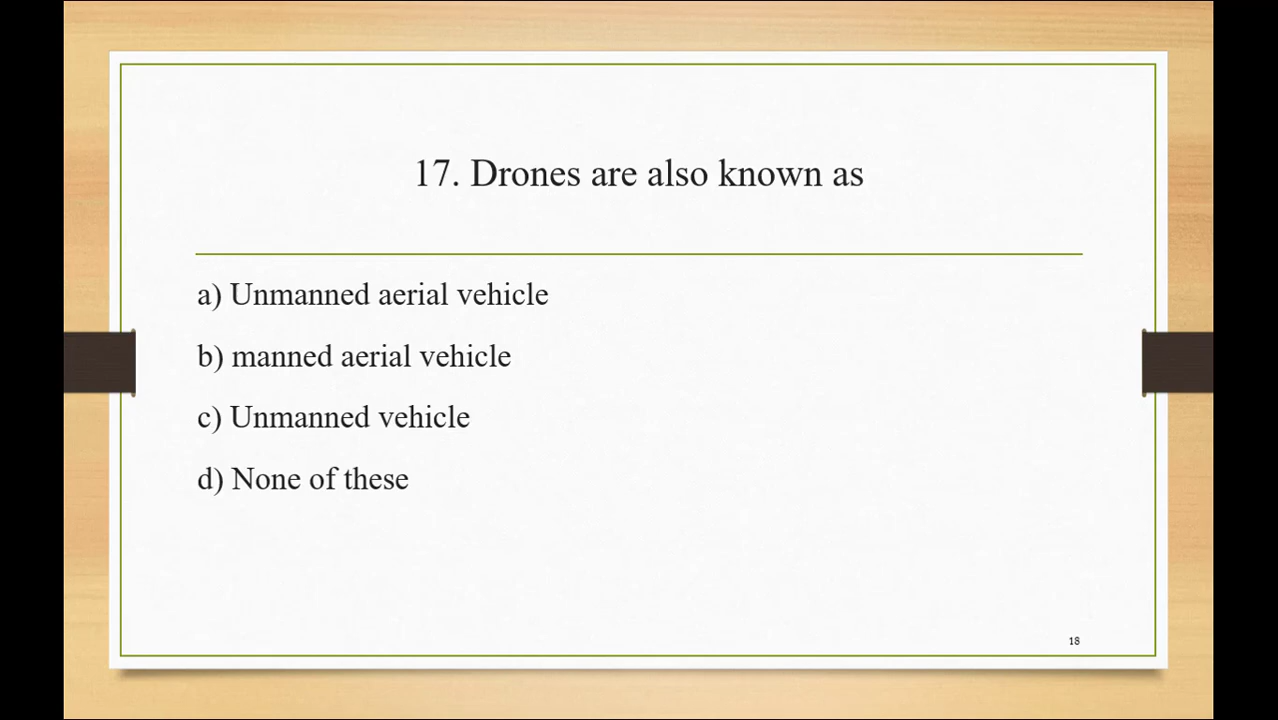 17. Drones are also known as
a) Unmanned aerial vehicle
b) manned aerial vehicle
c) Unmanned vehicle
d) None of these
18